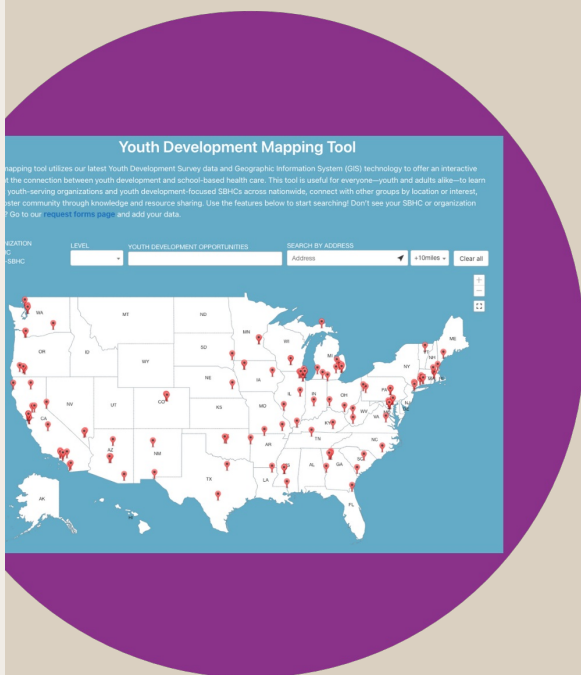 Youth Development Mapping Tool
mapping tool utilizes our latest Youth Development Survey data and Geographic Information System (GIS) technology to offer an interactive
the connection between youth development and school-based health care. This tool is useful for everyone—youth and adults alike—to learn
youth-serving organizations and youth development-focused SBHCs across nationwide, connect with other groups by location or interest,
community through knowledge and resource sharing. Use the features below to start searching! Don't see your SBHC or organization
? Go to our request forms page and add your data.
LEVEL YOUTH DEVELOPMENT OPPORTUNITIES SEARCH BY ADDRESS
-SBHC
Address +10miles Clear all
+
−
WA MT ND MN WI MI NY NH ME
OR ID WY SD IA PA MA
NV UT CO NE IL IN OH
CA KS MO KY WV VA
AZ NM AR TN NC
TX LA AL GA SC
AK FL